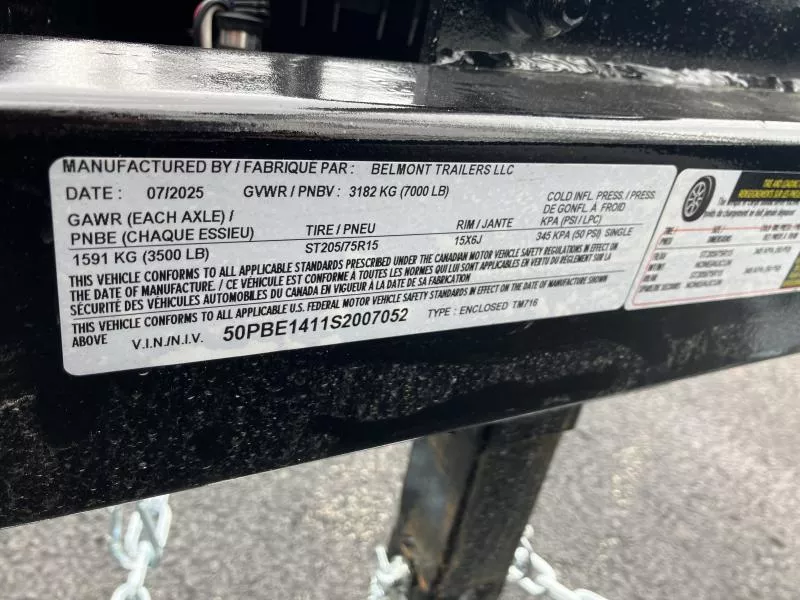 MANUFACTURED BY / FABRIQUE PAR : BELMONT TRAILERS LLC
DATE : 07/2025 GVWR / PNBV : 3182 KG (7000 LB)
GAWR (EACH AXLE) / PNBE (CHAQUE ESSIEU) TIRE / PNEU RIM / JANTE COLD INFL. PRESS. / PRESS. DE GONFL. À FROID KPA (PSI / LPC)
1591 KG (3500 LB) ST205/75R15 15X6J 345 KPA (50 PSI) SINGLE
THIS VEHICLE CONFORMS TO ALL APPLICABLE STANDARDS PRESCRIBED UNDER THE CANADIAN MOTOR VEHICLE SAFETY REGULATIONS IN EFFECT ON
THE DATE OF MANUFACTURE. / CE VÉHICULE EST CONFORME À TOUTES LES NORMES QUI LUI SONT APPLICABLES EN VERTU DU RÈGLEMENT SUR LA
SÉCURITÉ DES VÉHICULES AUTOMOBILES DU CANADA EN VIGUEUR À LA DATE DE SA FABRICATION
THIS VEHICLE CONFORMS TO ALL APPLICABLE U.S. FEDERAL MOTOR VEHICLE SAFETY STANDARDS IN EFFECT ON THE DATE OF MANUFACTURE SHOWN
ABOVE V.I.N./N.I.V. 50PBE1411S2007052 TYPE : ENCLOSED TM716